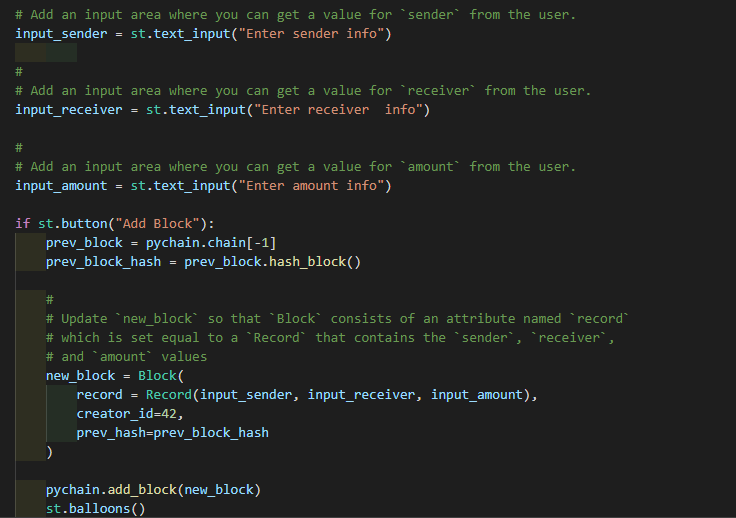 # Add an input area where you can get a value for `sender` from the user.
input_sender = st.text_input("Enter sender info")
#
# Add an input area where you can get a value for `receiver` from the user.
input_receiver = st.text_input("Enter receiver  info")
#
# Add an input area where you can get a value for `amount` from the user.
input_amount = st.text_input("Enter amount info")
if st.button("Add Block"):
    prev_block = pychain.chain[-1]
    prev_block_hash = prev_block.hash_block()
    #
    # Update `new_block` so that `Block` consists of an attribute named `record`
    # which is set equal to a `Record` that contains the `sender`, `receiver`,
    # and `amount` values
    new_block = Block(
        record = Record(input_sender, input_receiver, input_amount),
        creator_id=42,
        prev_hash=prev_block_hash
    )
    pychain.add_block(new_block)
    st.balloons()